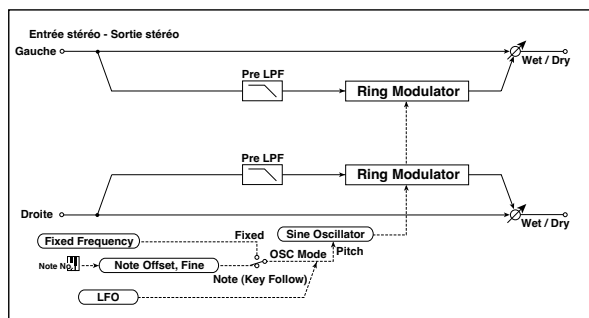 Entrée stéréo - Sortie stéréo
Gauche
Wet / Dry
Pre LPF
Ring Modulator
Pre LPF
Ring Modulator
Droite
Wet / Dry
Fixed Frequency
Fixed
Sine Oscillator
OSC Mode
Pitch
Note No.
Note Offset, Fine
Note (Key Follow)
LFO